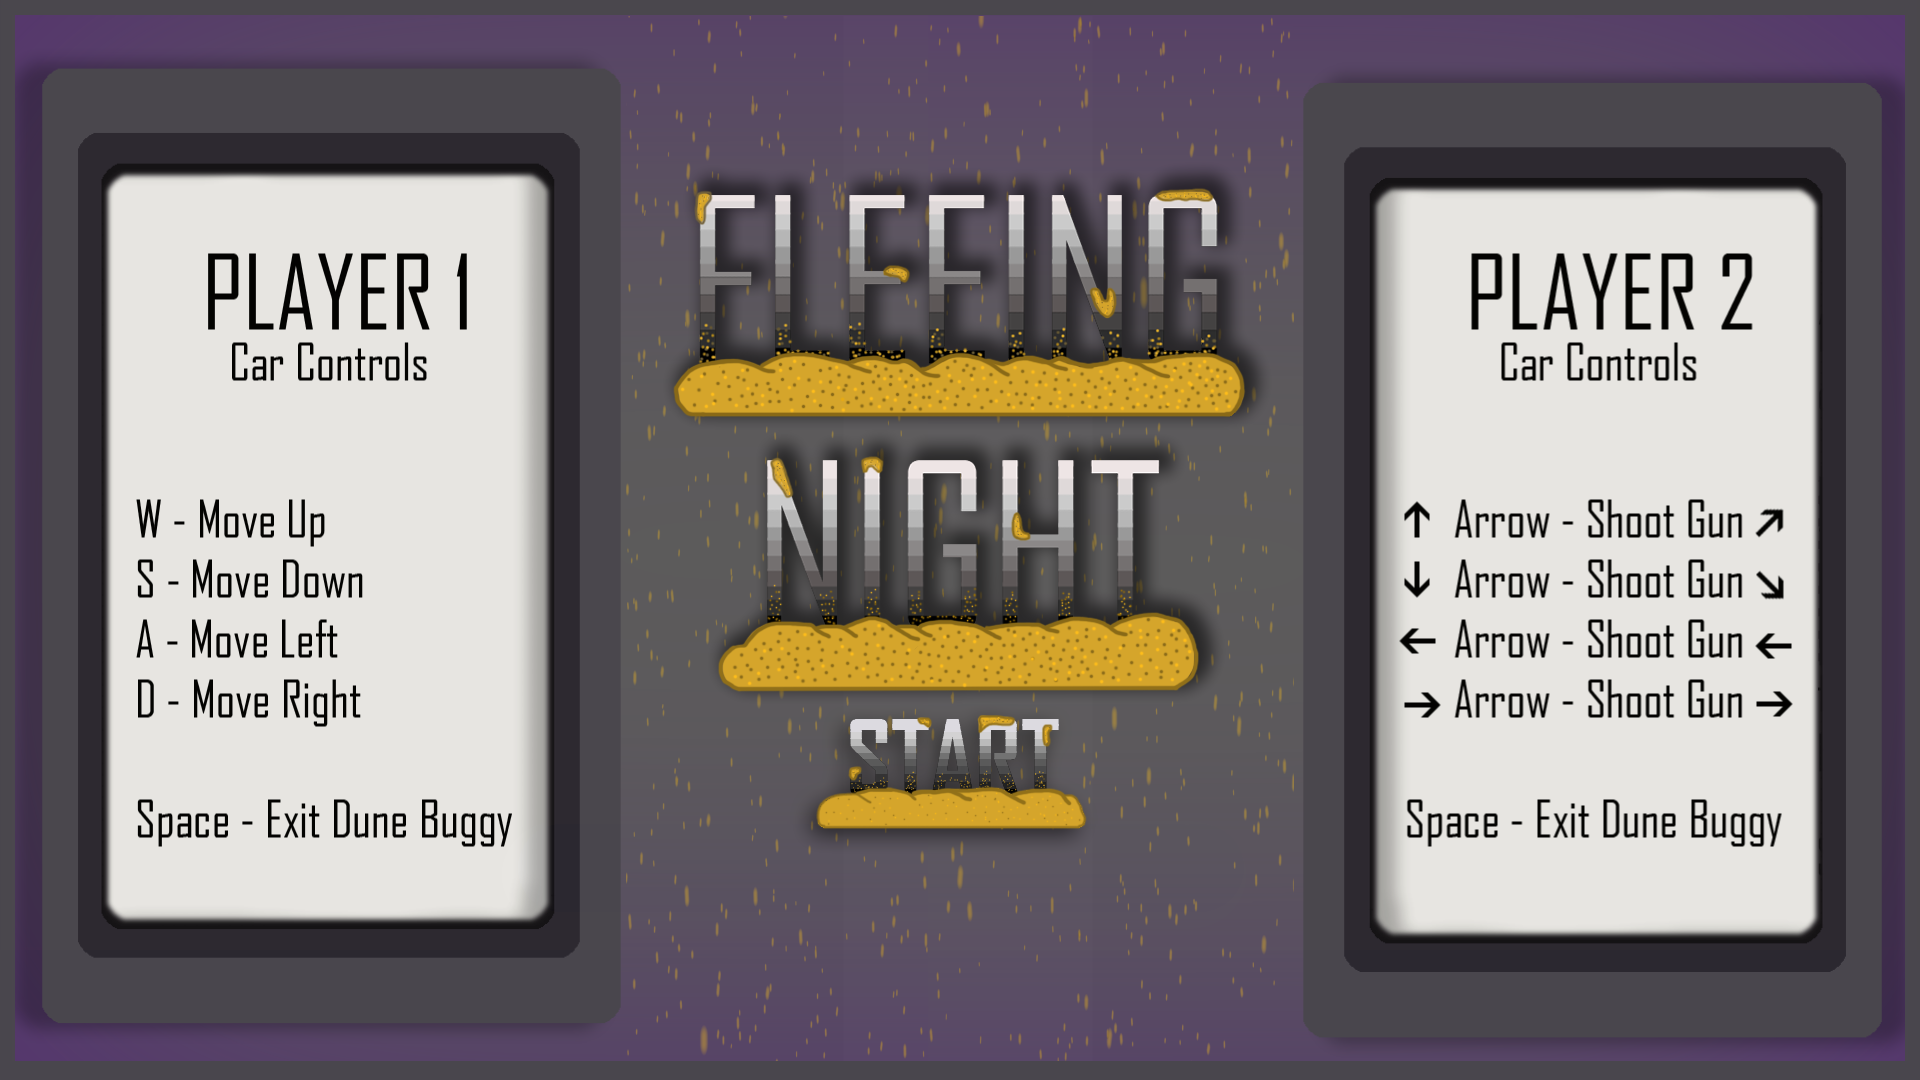 PLAYER 1
Car Controls
W - Move Up
S - Move Down
A - Move Left
D - Move Right
Space - Exit Dune Buggy
FLEEING
NIGHT
START
PLAYER 2
Car Controls
↑ Arrow - Shoot Gun ↗
↓ Arrow - Shoot Gun ↘
← Arrow - Shoot Gun ←
→ Arrow - Shoot Gun →
Space - Exit Dune Buggy